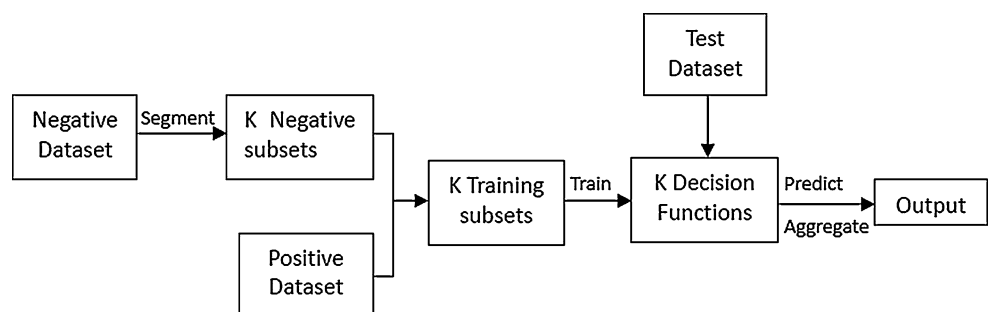 Test
Dataset
Negative
Dataset
Segment
K Negative
subsets
K Training
subsets
Train
K Decision
Functions
Predict
Aggregate
Output
Positive
Dataset